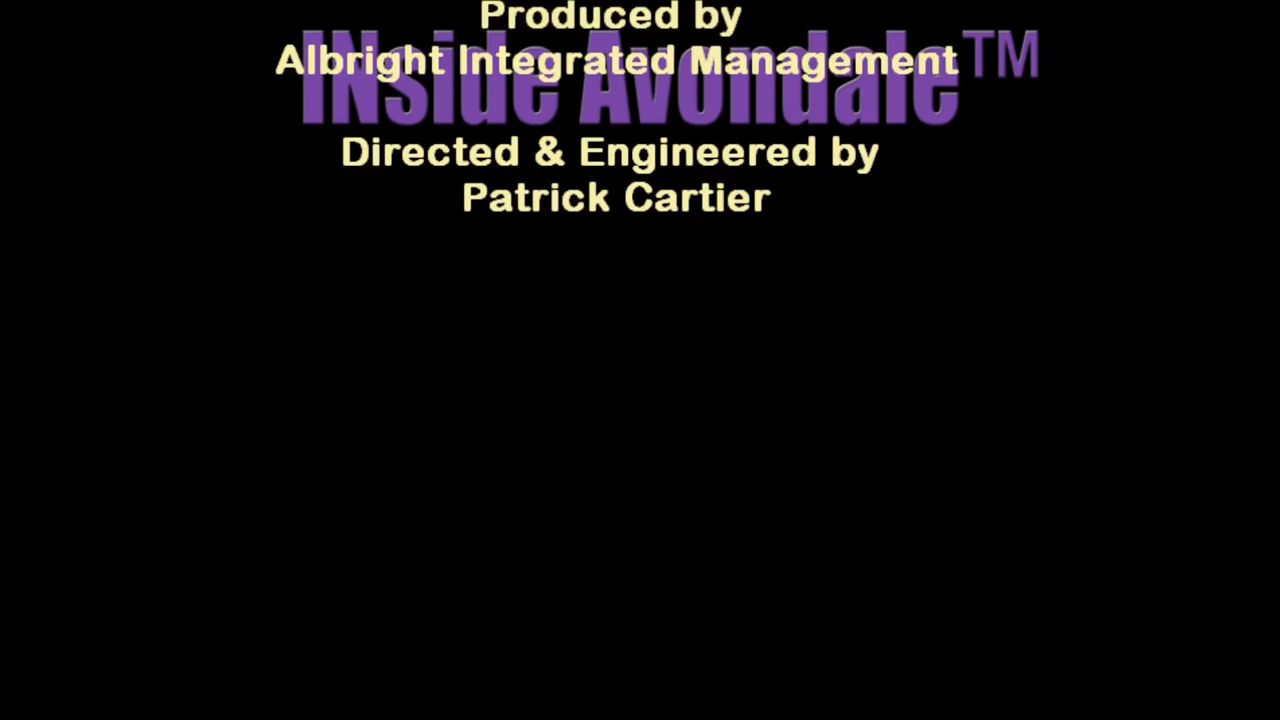 Produced by
Albright Integrated Management
INside Avondale™
Directed & Engineered by
Patrick Cartier